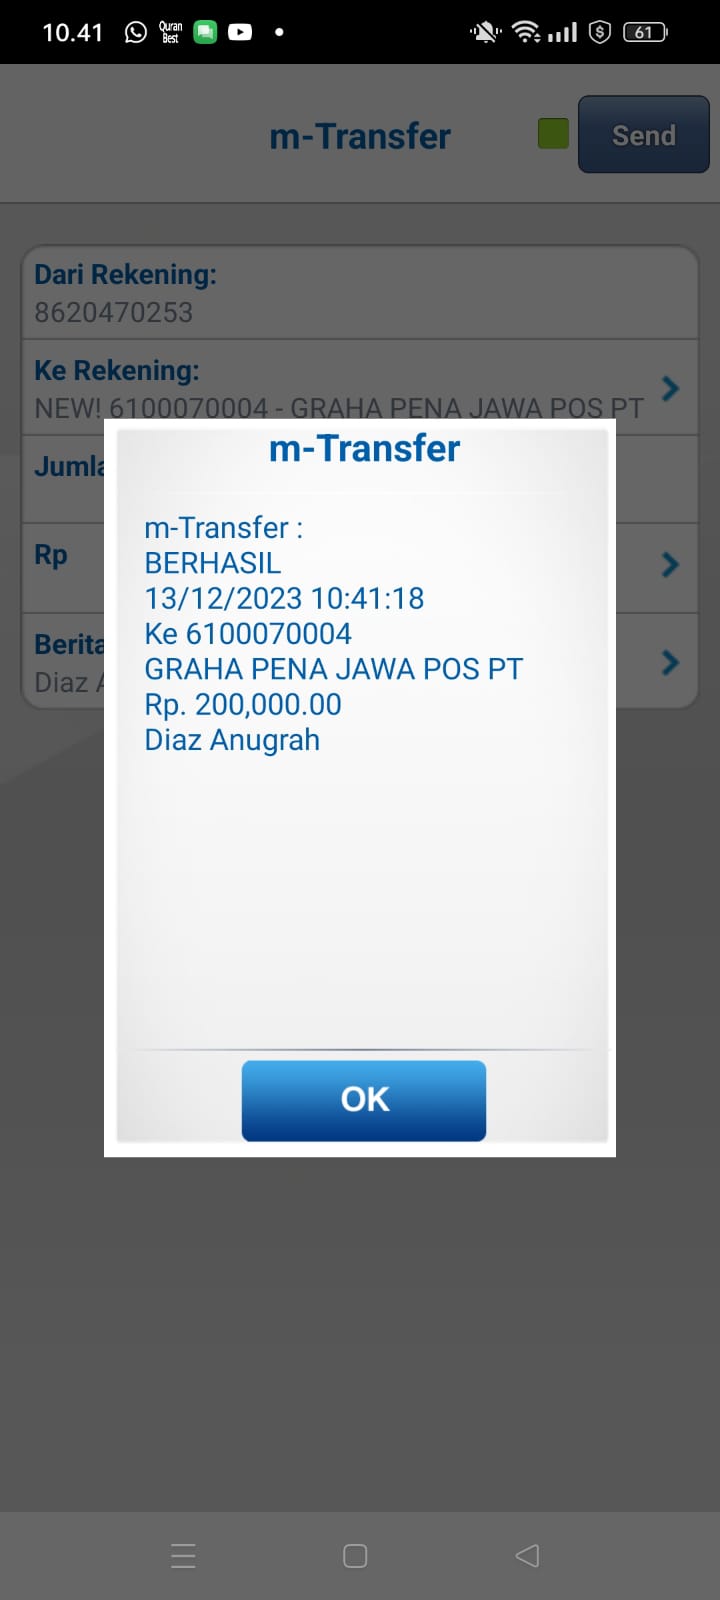 10.41
Quran
Best
61
m-Transfer
Send
Dari Rekening:
8620470253
Ke Rekening:
NEW! 6100070004 - GRAHA PENA JAWA POS PT
Jumla
Rp
Berita
Diaz A
m-Transfer
m-Transfer :
BERHASIL
13/12/2023 10:41:18
Ke 6100070004
GRAHA PENA JAWA POS PT
Rp. 200,000.00
Diaz Anugrah
OK